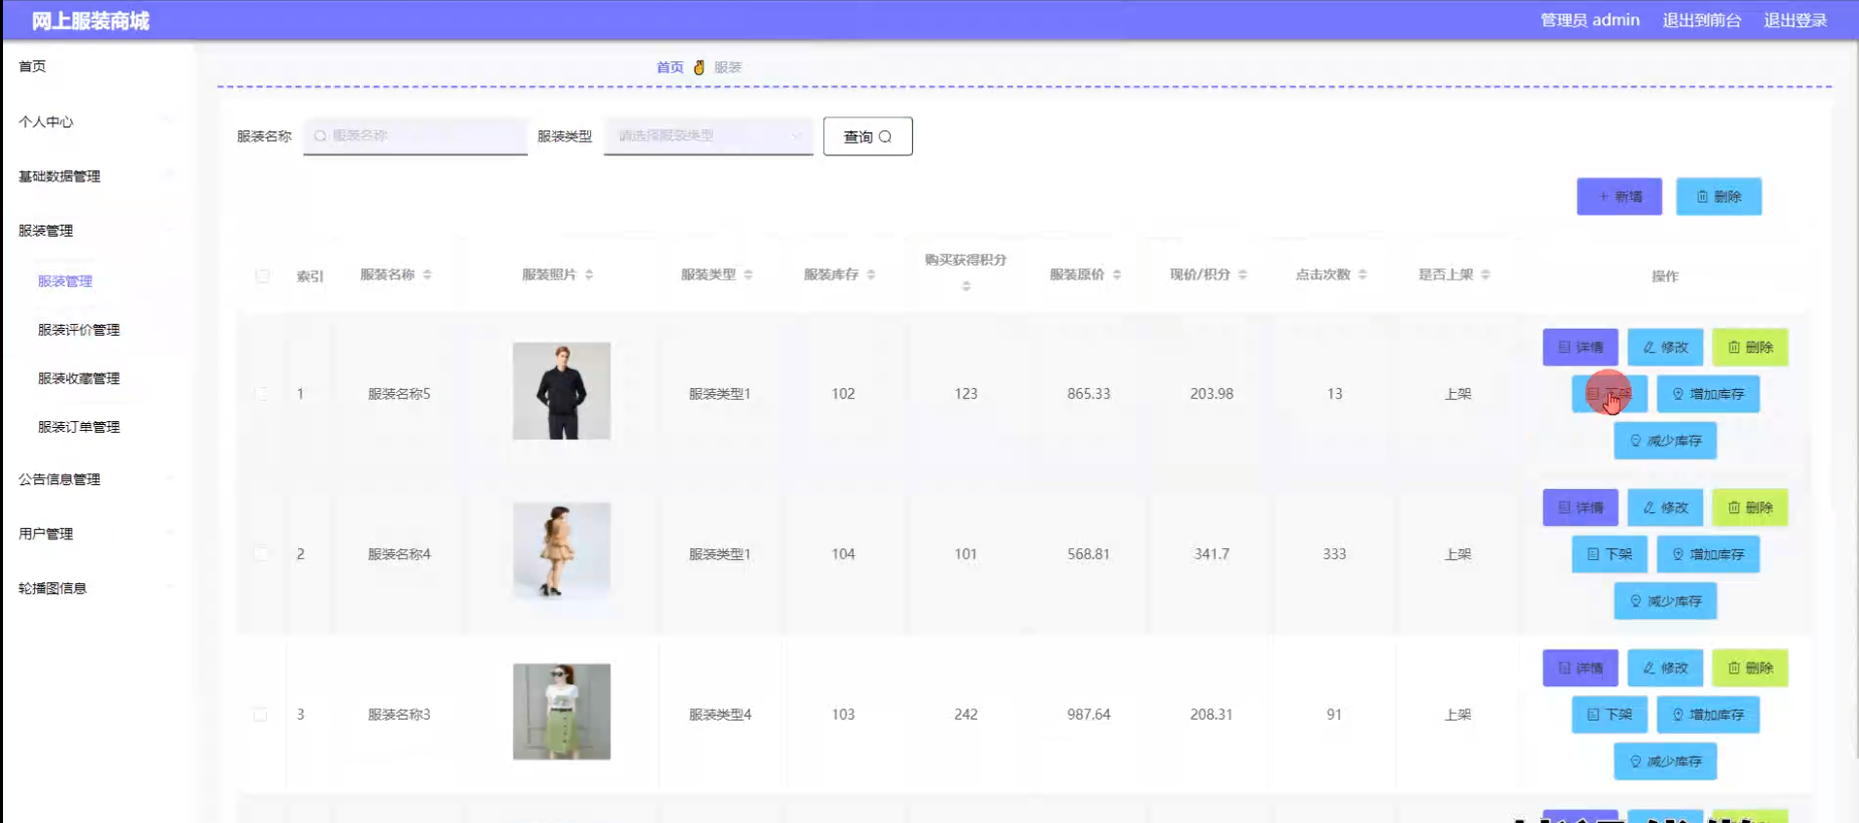 网上服装商城
管理员 admin 退出到前台 退出登录
首页
个人中心
基础数据管理
服装管理
服装管理
服装评价管理
服装收藏管理
服装订单管理
公告信息管理
用户管理
轮播图信息
首页 服装
服装名称 服装名称 服装类型 请选择服装类型 查询
+ 新增 删除
索引 服装名称 服装照片 服装类型 服装库存 购买获得积分 服装原价 现价/积分 点击次数 是否上架 操作
1 服装名称5 服装类型1 102 123 865.33 203.98 13 上架
详情 修改 删除
下架 增加库存
减少库存
2 服装名称4 服装类型1 104 101 568.81 341.7 333 上架
详情 修改 删除
下架 增加库存
减少库存
3 服装名称3 服装类型4 103 242 987.64 208.31 91 上架
详情 修改 删除
下架 增加库存
减少库存